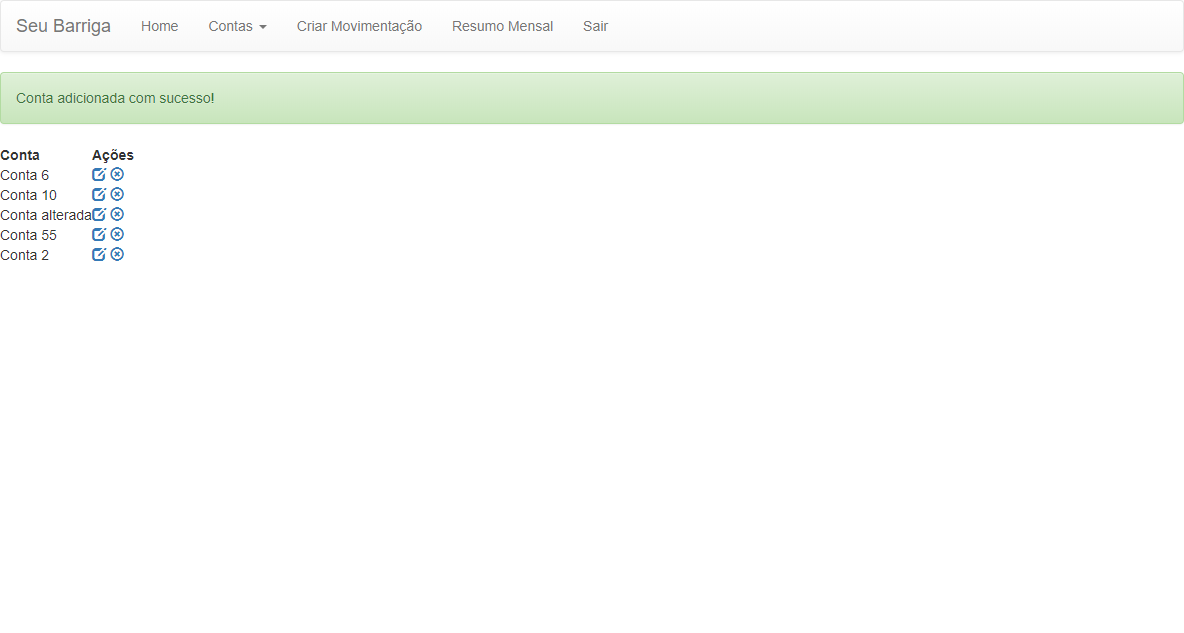 Seu Barriga Home Contas Criar Movimentação Resumo Mensal Sair
Conta adicionada com sucesso!
Conta Ações
Conta 6
Conta 10
Conta alterada
Conta 55
Conta 2